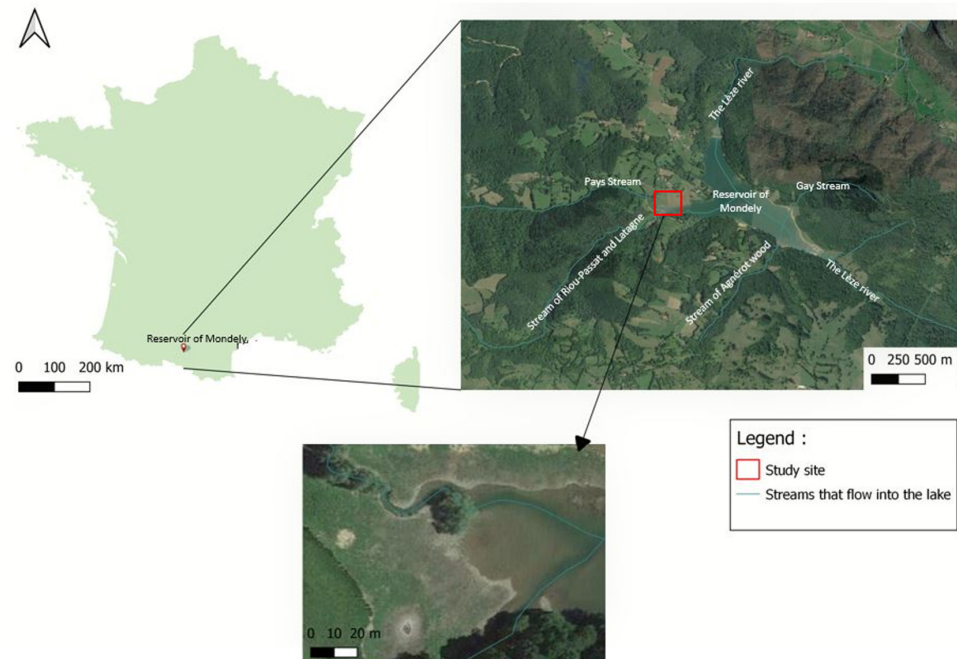 Reservoir of Mondely
0 100 200 km
The Lèze river
Pays Stream
Gay Stream
Reservoir of
Mondely
Stream of Riou-Passat and Latagne
Stream of Agnérot wood
The Lèze river
0 250 500 m
Legend :
Study site
Streams that flow into the lake
0 10 20 m